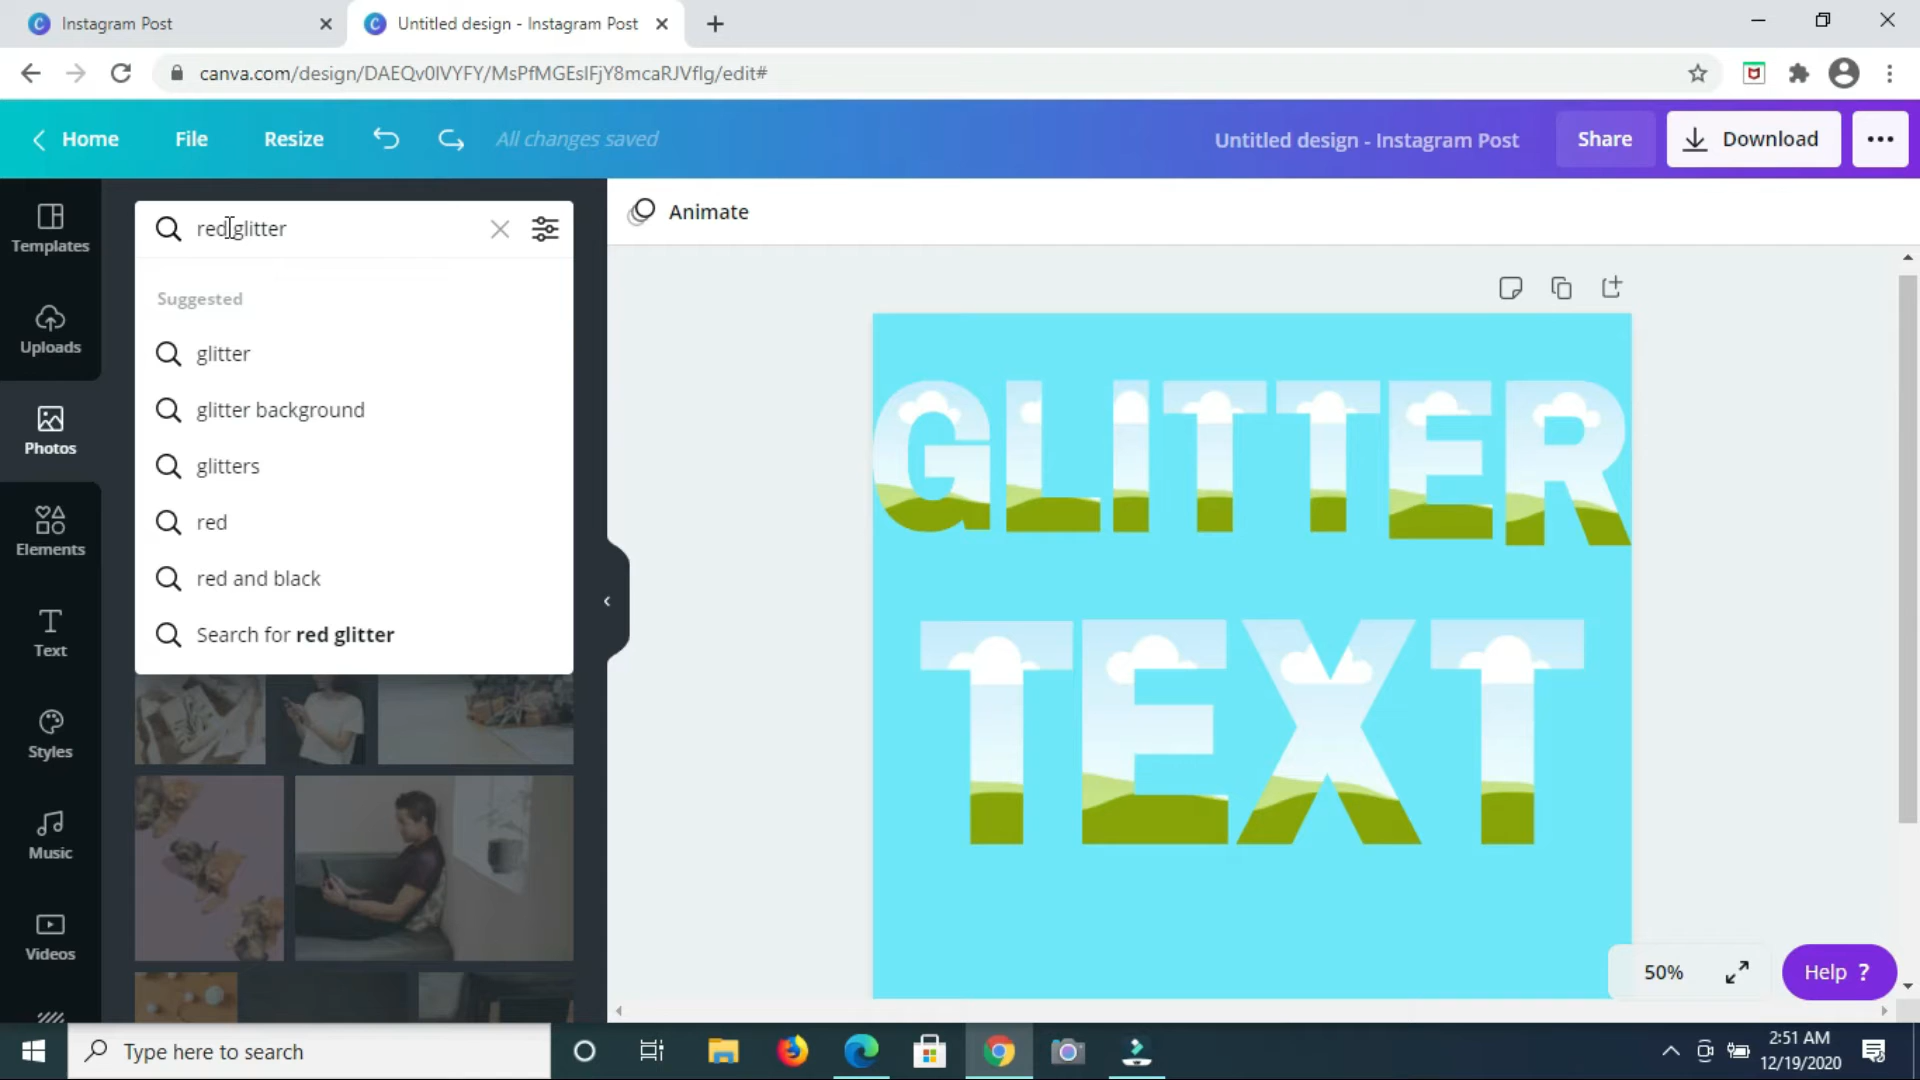 Instagram Post
Untitled design - Instagram Post
canva.com/design/DAEQv0lVYFY/MsPfMGEsIFjY8mcaRJVfIg/edit#
Home
File
Resize
All changes saved
Untitled design - Instagram Post
Share
Download
Templates
Uploads
Photos
Elements
Text
Styles
Music
Videos
red glitter
Suggested
glitter
glitter background
glitters
red
red and black
Search for red glitter
Animate
GLITTER
TEXT
50%
Help ?
Type here to search
2:51 AM
12/19/2020